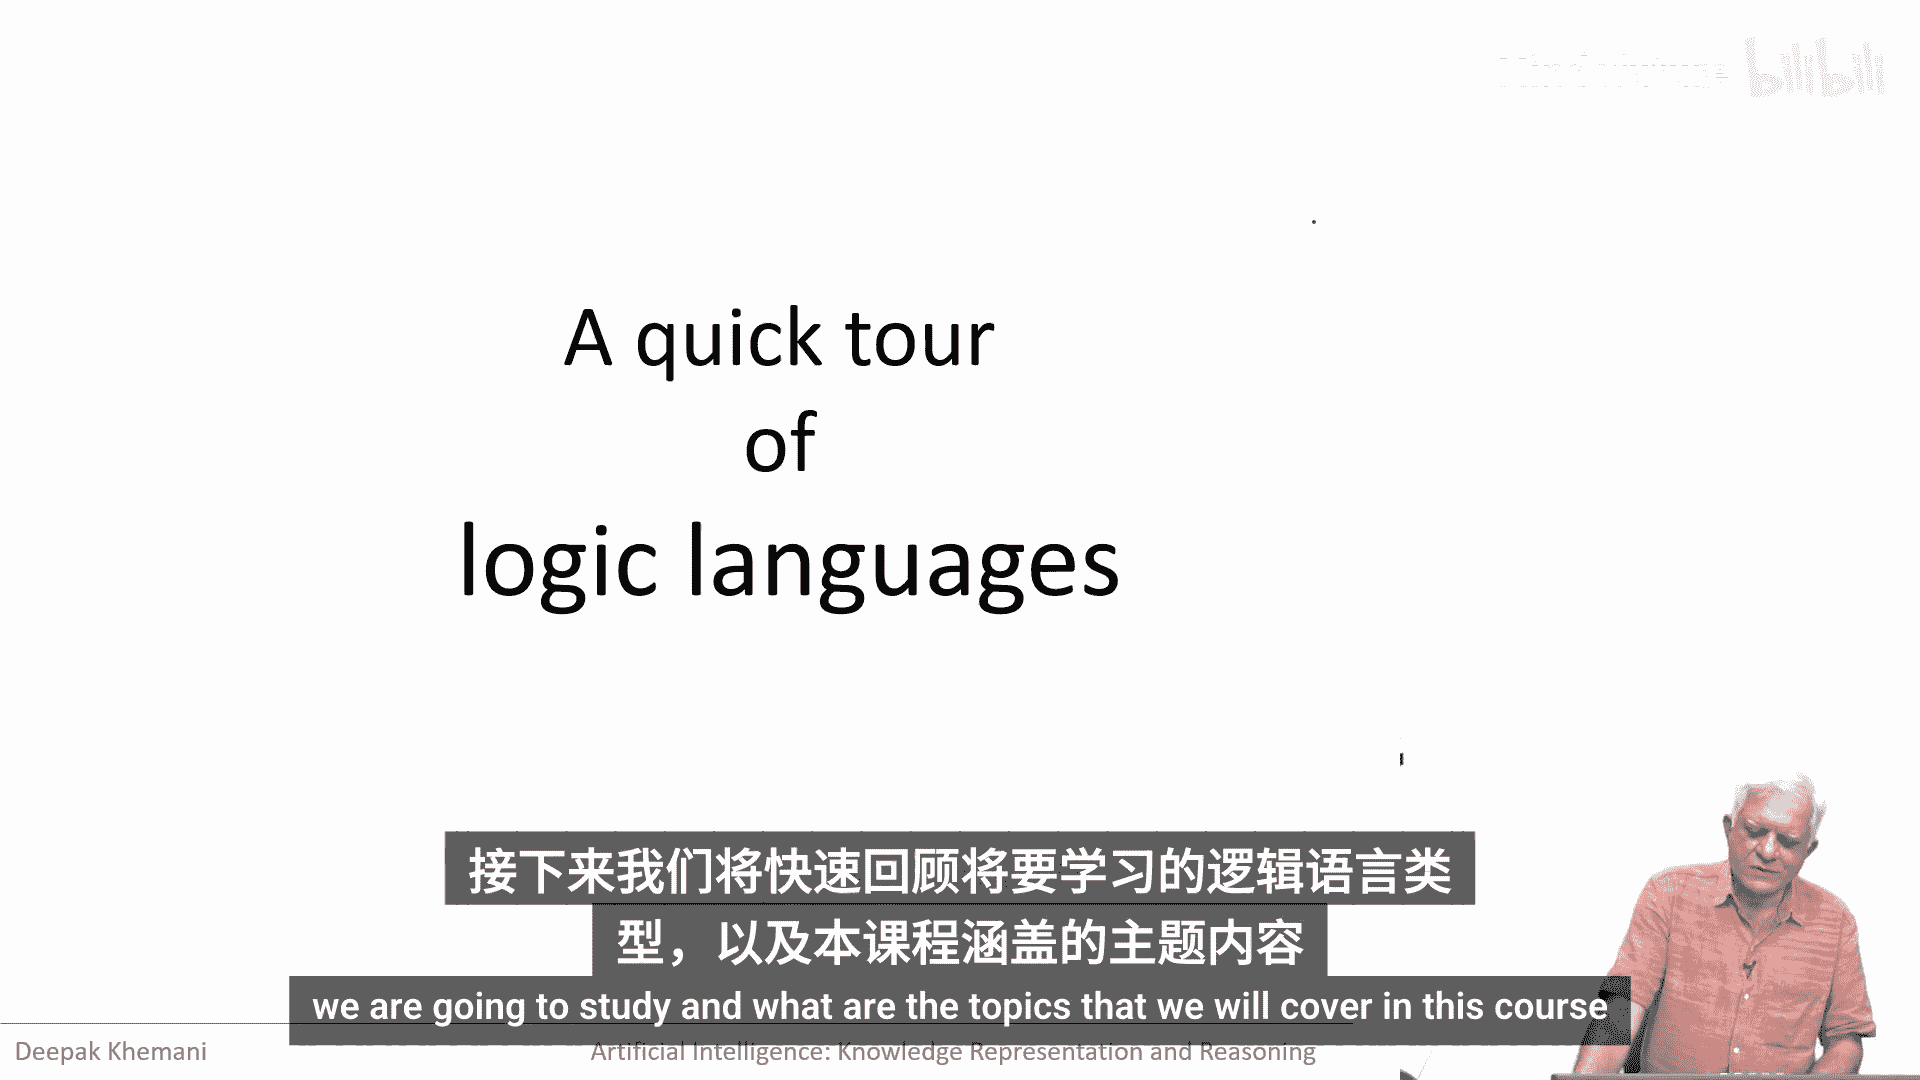 bilibili
A quick tour
of
logic languages
接下来我们将快速回顾将要学习的逻辑语言类
型，以及本课程涵盖的主题内容
we are going to study and what are the topics that we will cover in this course
Deepak Khemani
Artificial Intelligence: Knowledge Representation and Reasoning